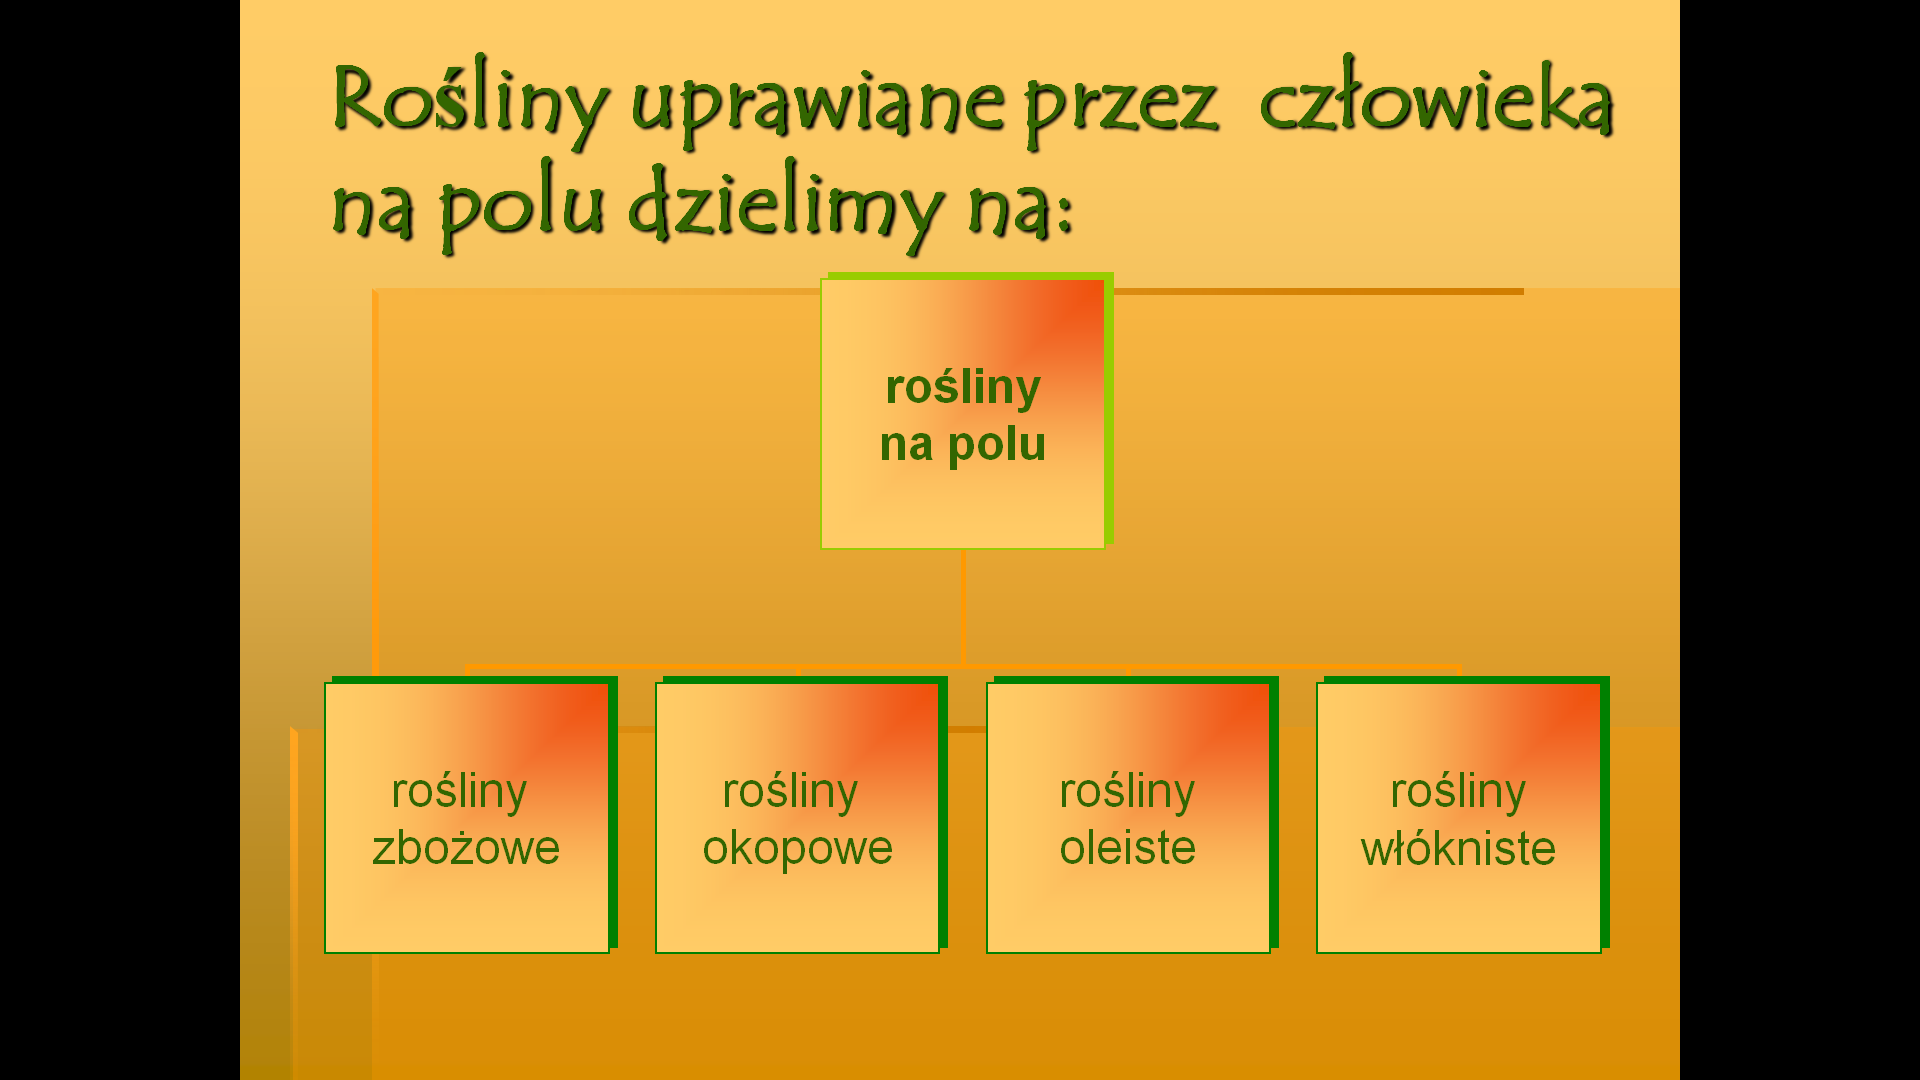 Rośliny uprawiane przez człowieka
na polu dzielimy na:
rośliny
na polu
rośliny
zbożowe
rośliny
okopowe
rośliny
oleiste
rośliny
włókniste